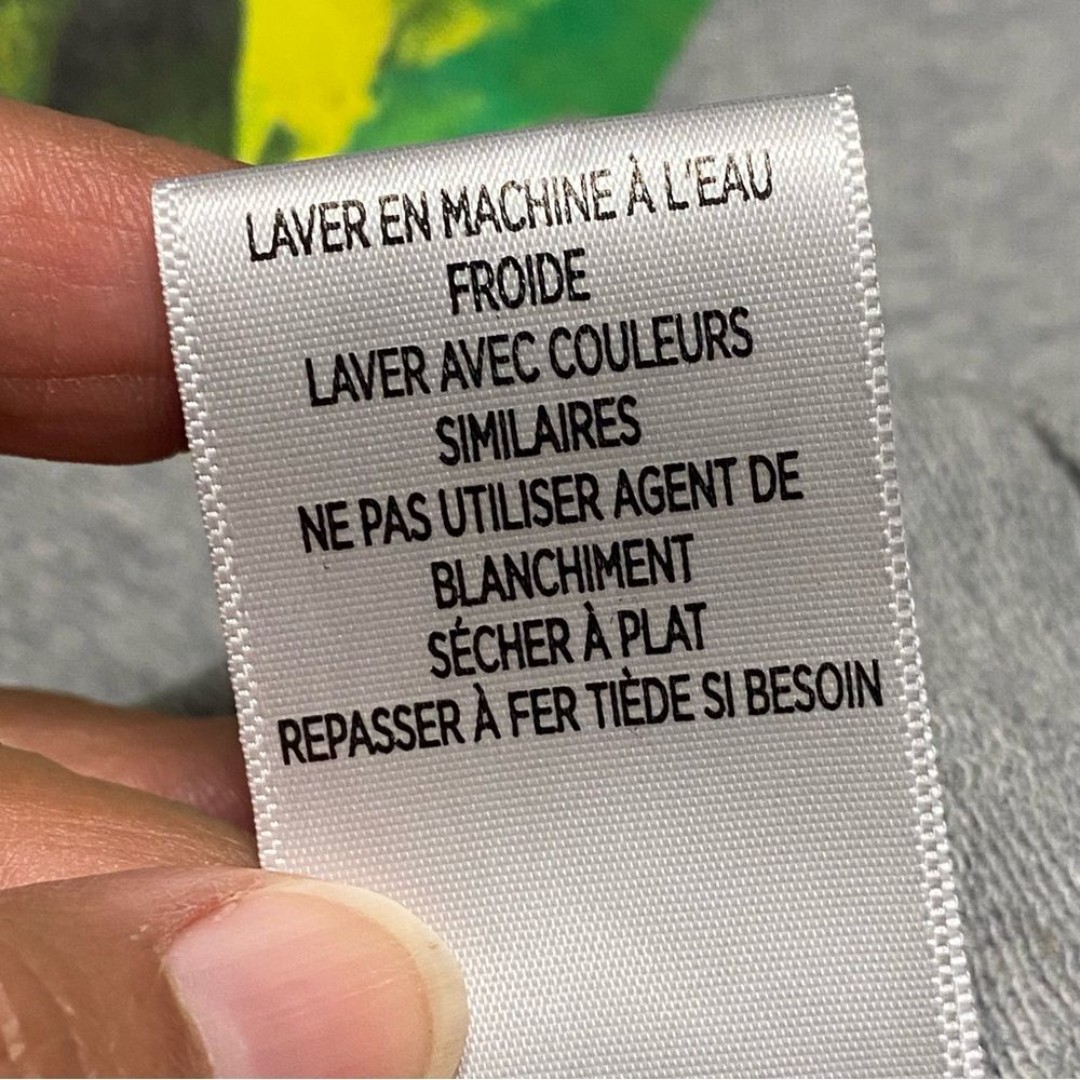 LAVER EN MACHINE À L'EAU
FROIDE
LAVER AVEC COULEURS
SIMILAIRES
NE PAS UTILISER AGENT DE
BLANCHIMENT
SÉCHER À PLAT
REPASSER À FER TIÈDE SI BESOIN